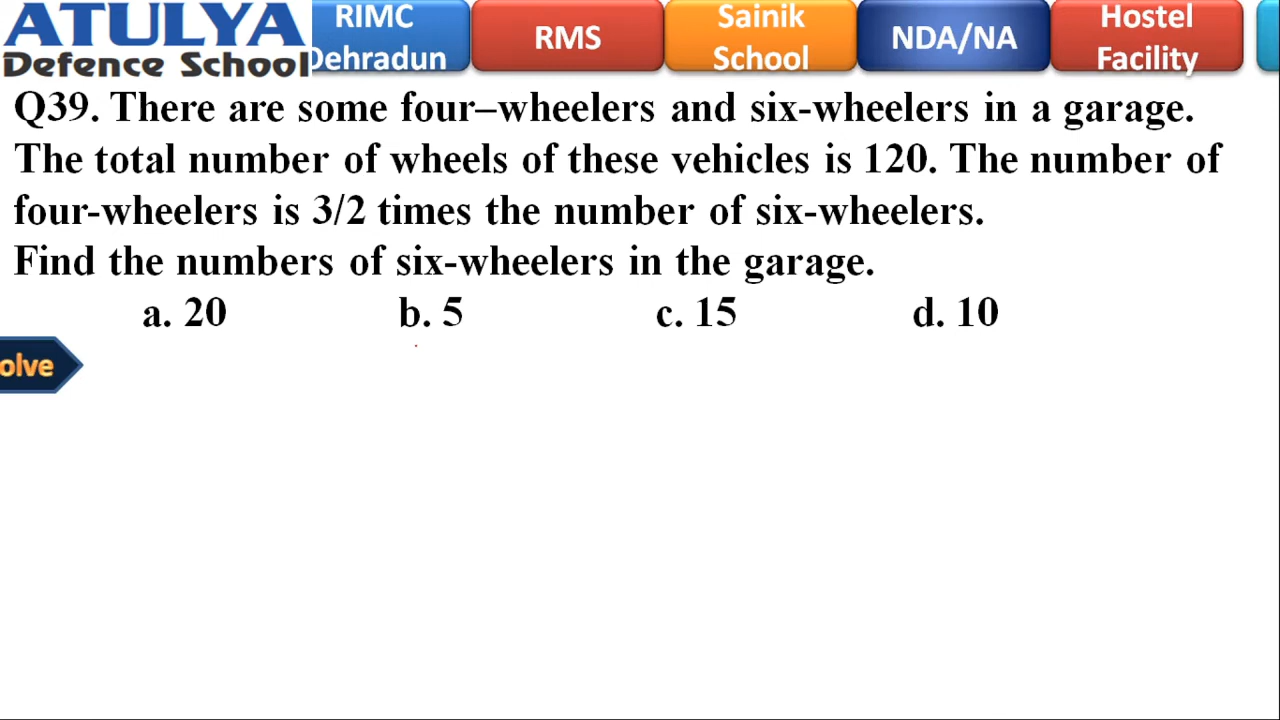 ATULYA
Defence School
RIMC
Dehradun
RMS
Sainik
School
NDA/NA
Hostel
Facility
Q39. There are some four–wheelers and six-wheelers in a garage.
The total number of wheels of these vehicles is 120. The number of
four-wheelers is 3/2 times the number of six-wheelers.
Find the numbers of six-wheelers in the garage.
a. 20 b. 5 c. 15 d. 10
olve